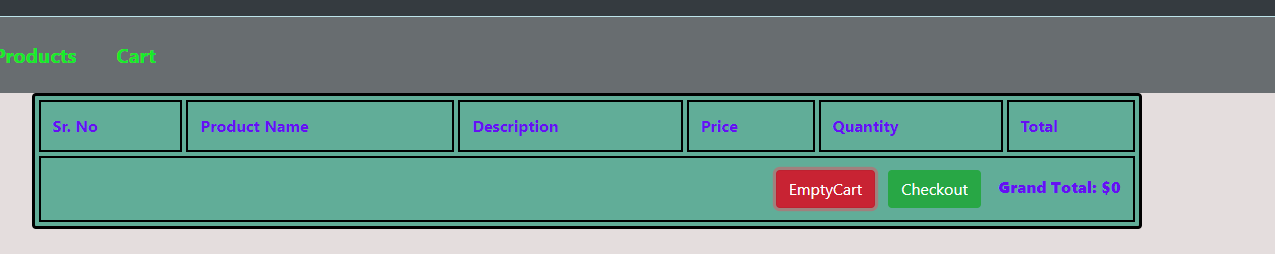 Products Cart
Sr. No Product Name Description Price Quantity Total
EmptyCart Checkout Grand Total: $0